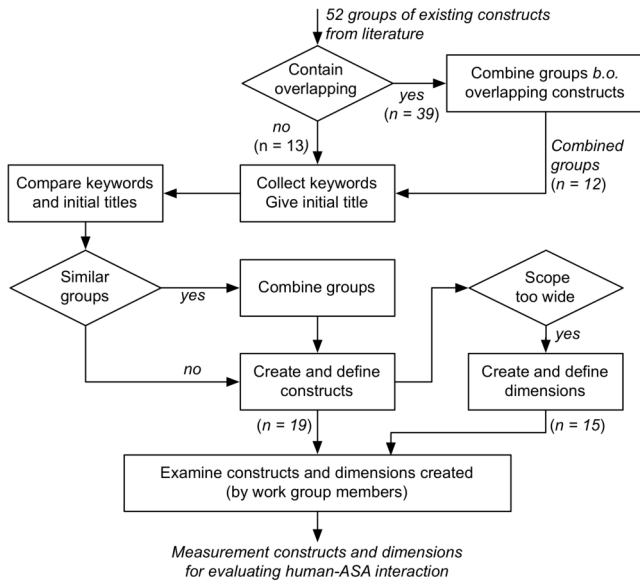 52 groups of existing constructs
from literature
Contain
overlapping
yes
(n = 39)
Combine groups b.o.
overlapping constructs
no
(n = 13)
Combined
groups
(n = 12)
Compare keywords
and initial titles
Collect keywords
Give initial title
Similar
groups
yes
Combine groups
Scope
too wide
yes
no
Create and define
constructs
Create and define
dimensions
(n = 19)
(n = 15)
Examine constructs and dimensions created
(by work group members)
Measurement constructs and dimensions
for evaluating human-ASA interaction